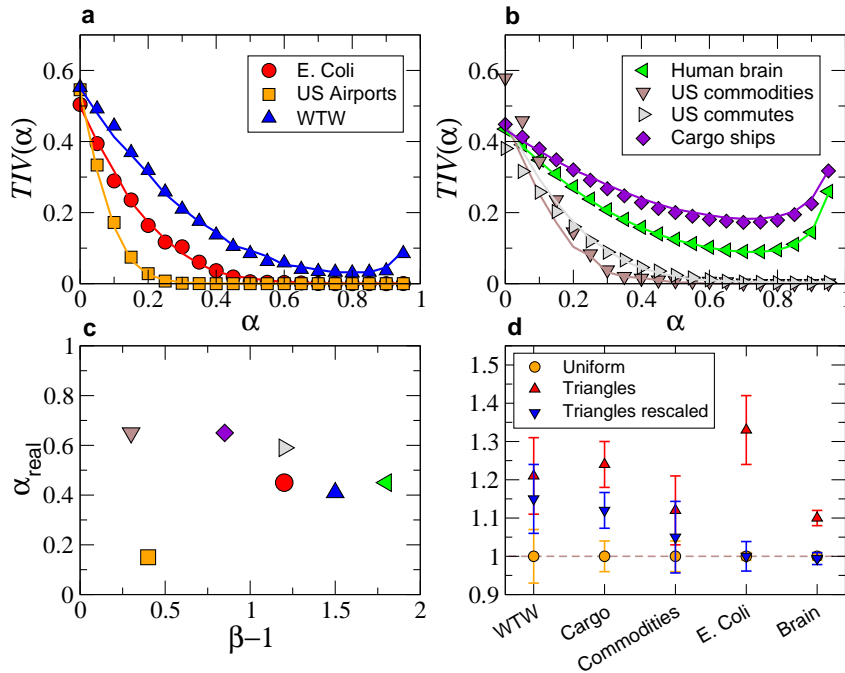 a
TIV(α)
0.6
0.4
0.2
0
0 0.2 0.4 0.6 0.8 1
α
E. Coli
US Airports
WTW
b
TIV(α)
0.6
0.4
0.2
0
0 0.2 0.4 0.6 0.8 1
α
Human brain
US commodities
US commutes
Cargo ships
c
α_real
1
0.8
0.6
0.4
0.2
0
0 0.5 1 1.5 2
β−1
d
1.5
1.4
1.3
1.2
1.1
1
0.9
Uniform
Triangles
Triangles rescaled
WTW
Cargo
Commodities
E. Coli
Brain